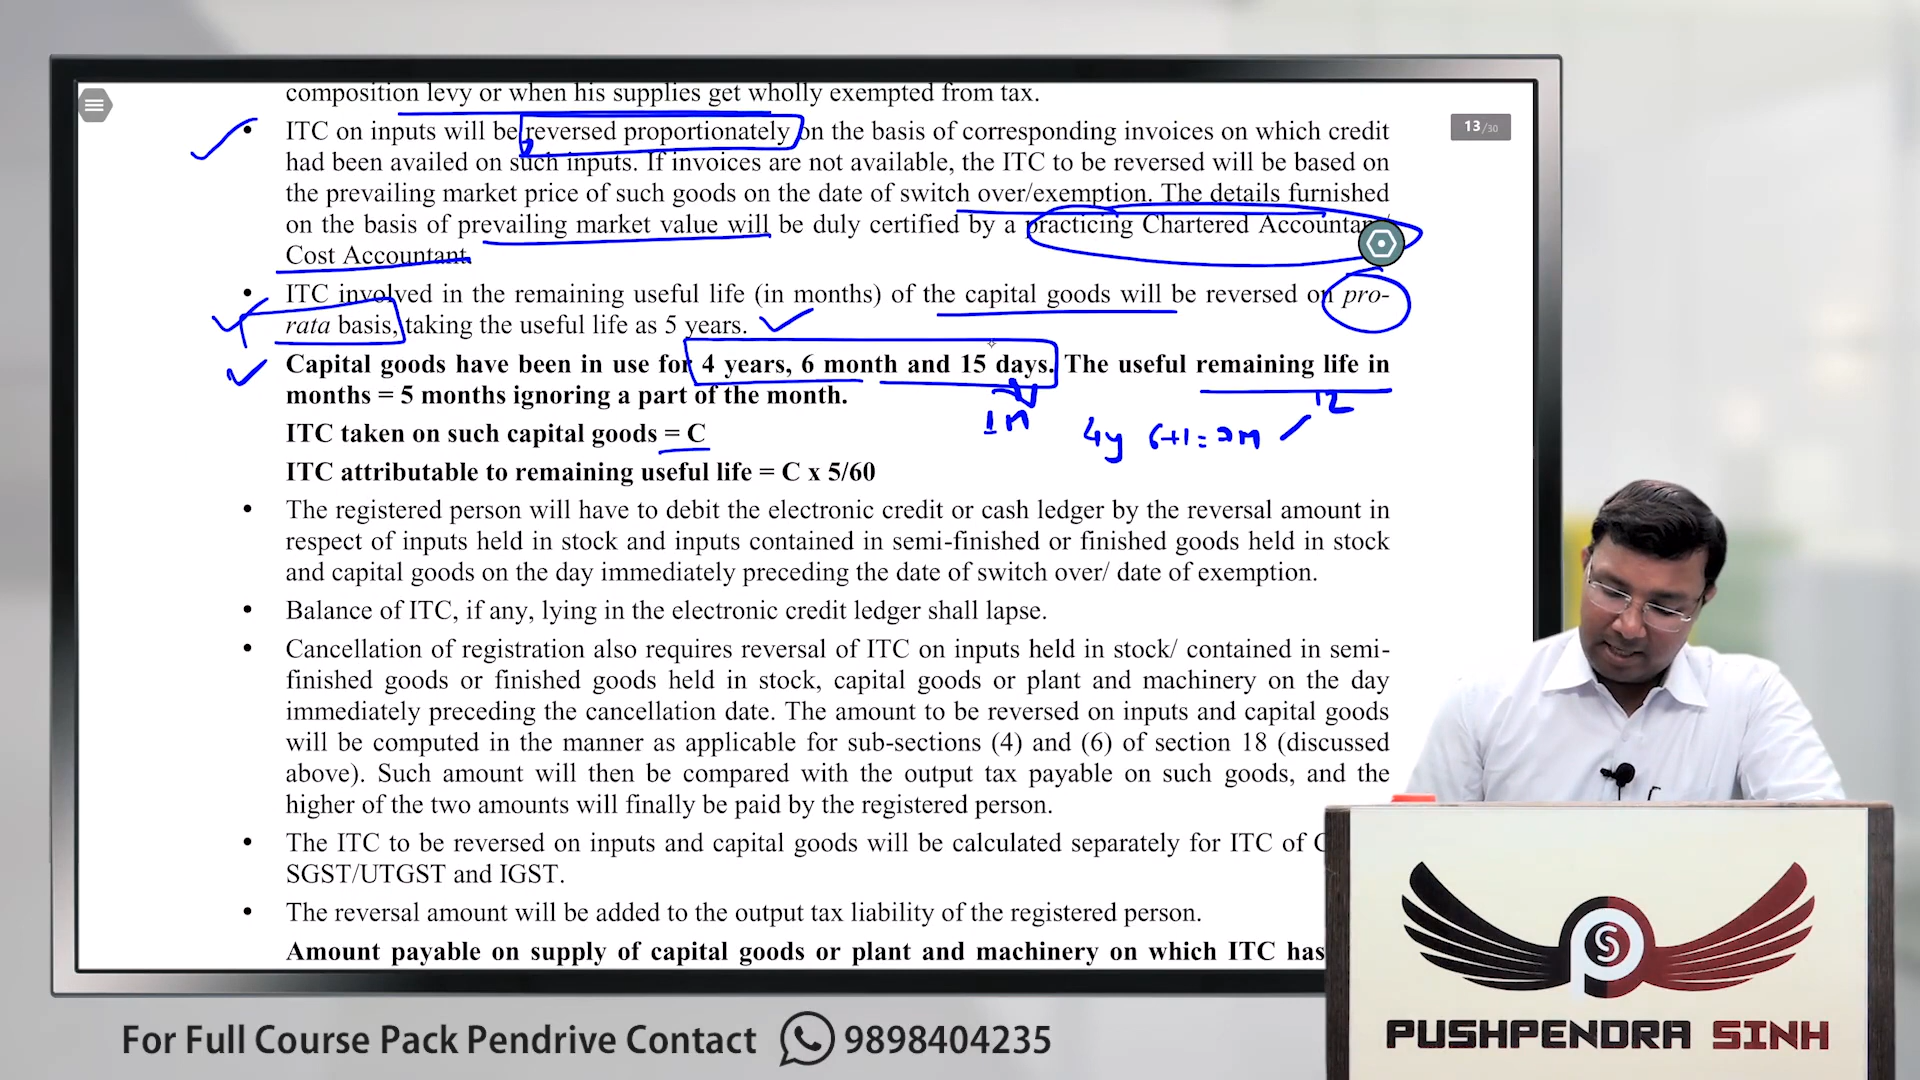 composition levy or when his supplies get wholly exempted from tax.
13/30
• ITC on inputs will be reversed proportionately on the basis of corresponding invoices on which credit
had been availed on such inputs. If invoices are not available, the ITC to be reversed will be based on
the prevailing market price of such goods on the date of switch over/exemption. The details furnished
on the basis of prevailing market value will be duly certified by a practicing Chartered Accountant/
Cost Accountant.
• ITC involved in the remaining useful life (in months) of the capital goods will be reversed on pro-
rata basis, taking the useful life as 5 years.
Capital goods have been in use for 4 years, 6 month and 15 days. The useful remaining life in
months = 5 months ignoring a part of the month.
12
1M
4y 6+1=7M
ITC taken on such capital goods = C
ITC attributable to remaining useful life = C x 5/60
• The registered person will have to debit the electronic credit or cash ledger by the reversal amount in
respect of inputs held in stock and inputs contained in semi-finished or finished goods held in stock
and capital goods on the day immediately preceding the date of switch over/ date of exemption.
• Balance of ITC, if any, lying in the electronic credit ledger shall lapse.
• Cancellation of registration also requires reversal of ITC on inputs held in stock/ contained in semi-
finished goods or finished goods held in stock, capital goods or plant and machinery on the day
immediately preceding the cancellation date. The amount to be reversed on inputs and capital goods
will be computed in the manner as applicable for sub-sections (4) and (6) of section 18 (discussed
above). Such amount will then be compared with the output tax payable on such goods, and the
higher of the two amounts will finally be paid by the registered person.
• The ITC to be reversed on inputs and capital goods will be calculated separately for ITC of
SGST/UTGST and IGST.
• The reversal amount will be added to the output tax liability of the registered person.
Amount payable on supply of capital goods or plant and machinery on which ITC has
PS
PUSHPENDRA SINH
For Full Course Pack Pendrive Contact 9898404235